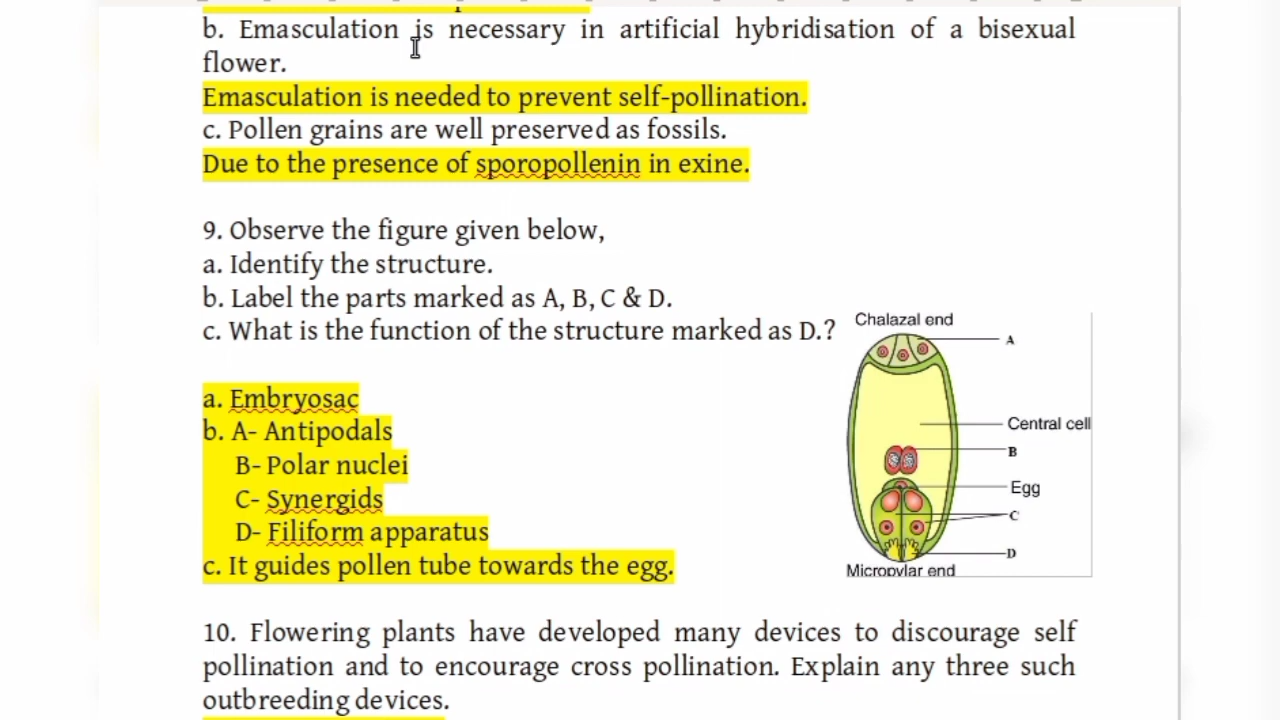 b. Emasculation is necessary in artificial hybridisation of a bisexual
flower.
Emasculation is needed to prevent self-pollination.
c. Pollen grains are well preserved as fossils.
Due to the presence of sporopollenin in exine.
9. Observe the figure given below,
a. Identify the structure.
b. Label the parts marked as A, B, C & D.
c. What is the function of the structure marked as D.?
Chalazal end
A
Central cell
B
Egg
C
D
Micropylar end
a. Embryosac
b. A- Antipodals
B- Polar nuclei
C- Synergids
D- Filiform apparatus
c. It guides pollen tube towards the egg.
10. Flowering plants have developed many devices to discourage self
pollination and to encourage cross pollination. Explain any three such
outbreeding devices.